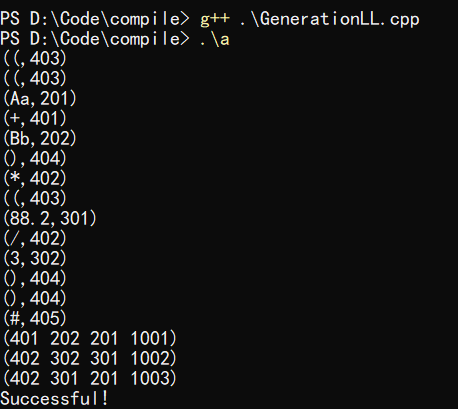 PS D:\Code\compile> g++ .\GenerationLL.cpp
PS D:\Code\compile> .\a
((,403)
((,403)
(Aa,201)
(+,401)
(Bb,202)
(),404)
(*,402)
((,403)
(88.2,301)
(/,402)
(3,302)
(),404)
(),404)
(#,405)
(401 202 201 1001)
(402 302 301 1002)
(402 301 201 1003)
Successful!